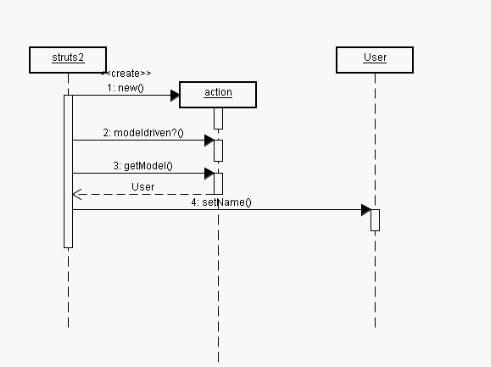 struts2
User
<<create>>
1: new()
action
2: modeldriven?()
3: getModel()
User
4: setName()